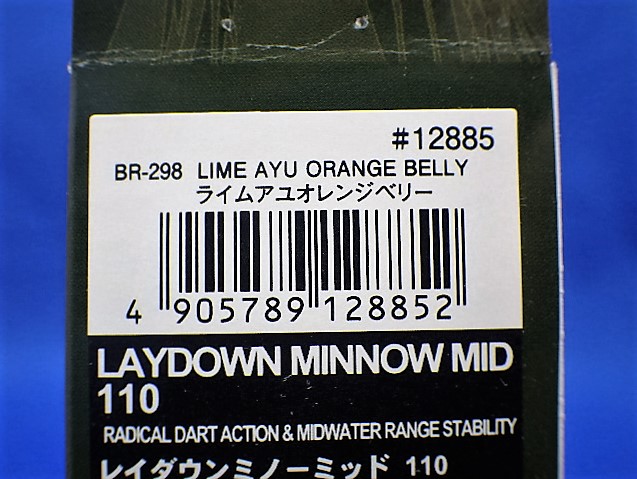 #12885
BR-298 LIME AYU ORANGE BELLY
ライムアユオレンジベリー
4 905789 128852
LAYDOWN MINNOW MID
110
RADICAL DART ACTION & MIDWATER RANGE STABILITY
レイダウンミノーミッド 110